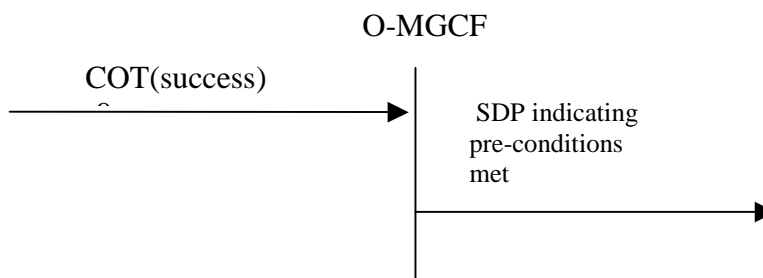 O-MGCF
COT(success)
SDP indicating
pre-conditions
met